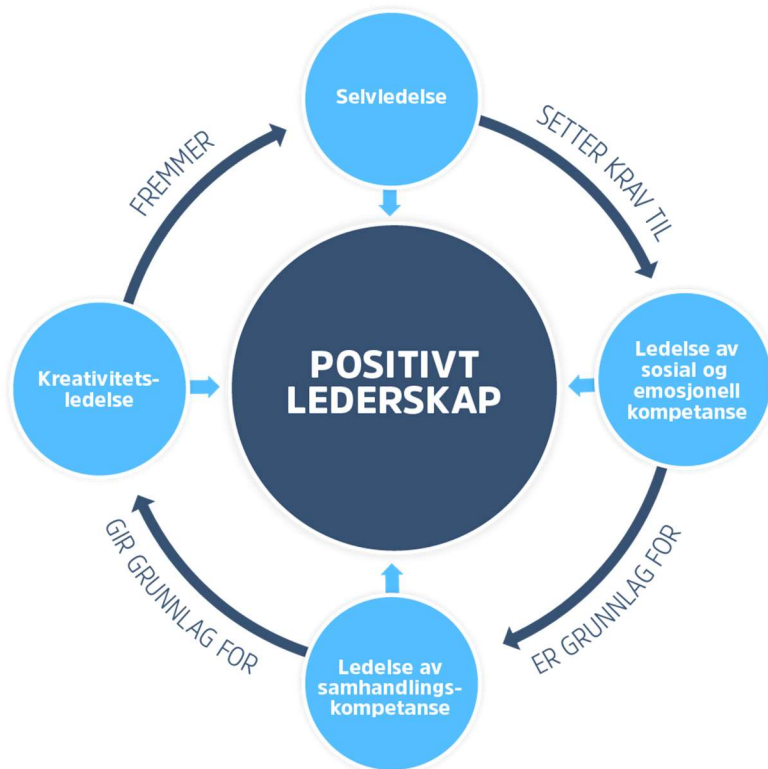 Selvledelse
SETTER KRAV TIL
Ledelse av
sosial og
emosjonell
kompetanse
ER GRUNNLAG FOR
Ledelse av
samhandlings-
kompetanse
GIR GRUNNLAG FOR
Kreativitets-
ledelse
FREMMER
POSITIVT
LEDERSKAP